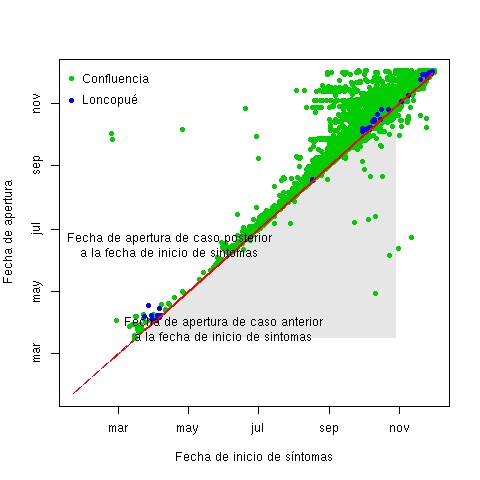 Confluencia
Loncopué
Fecha de apertura de caso posterior
a la fecha de inicio de síntomas
Fecha de apertura de caso anterior
a la fecha de inicio de síntomas
Fecha de apertura
nov
sep
jul
may
mar
mar
may
jul
sep
nov
Fecha de inicio de síntomas